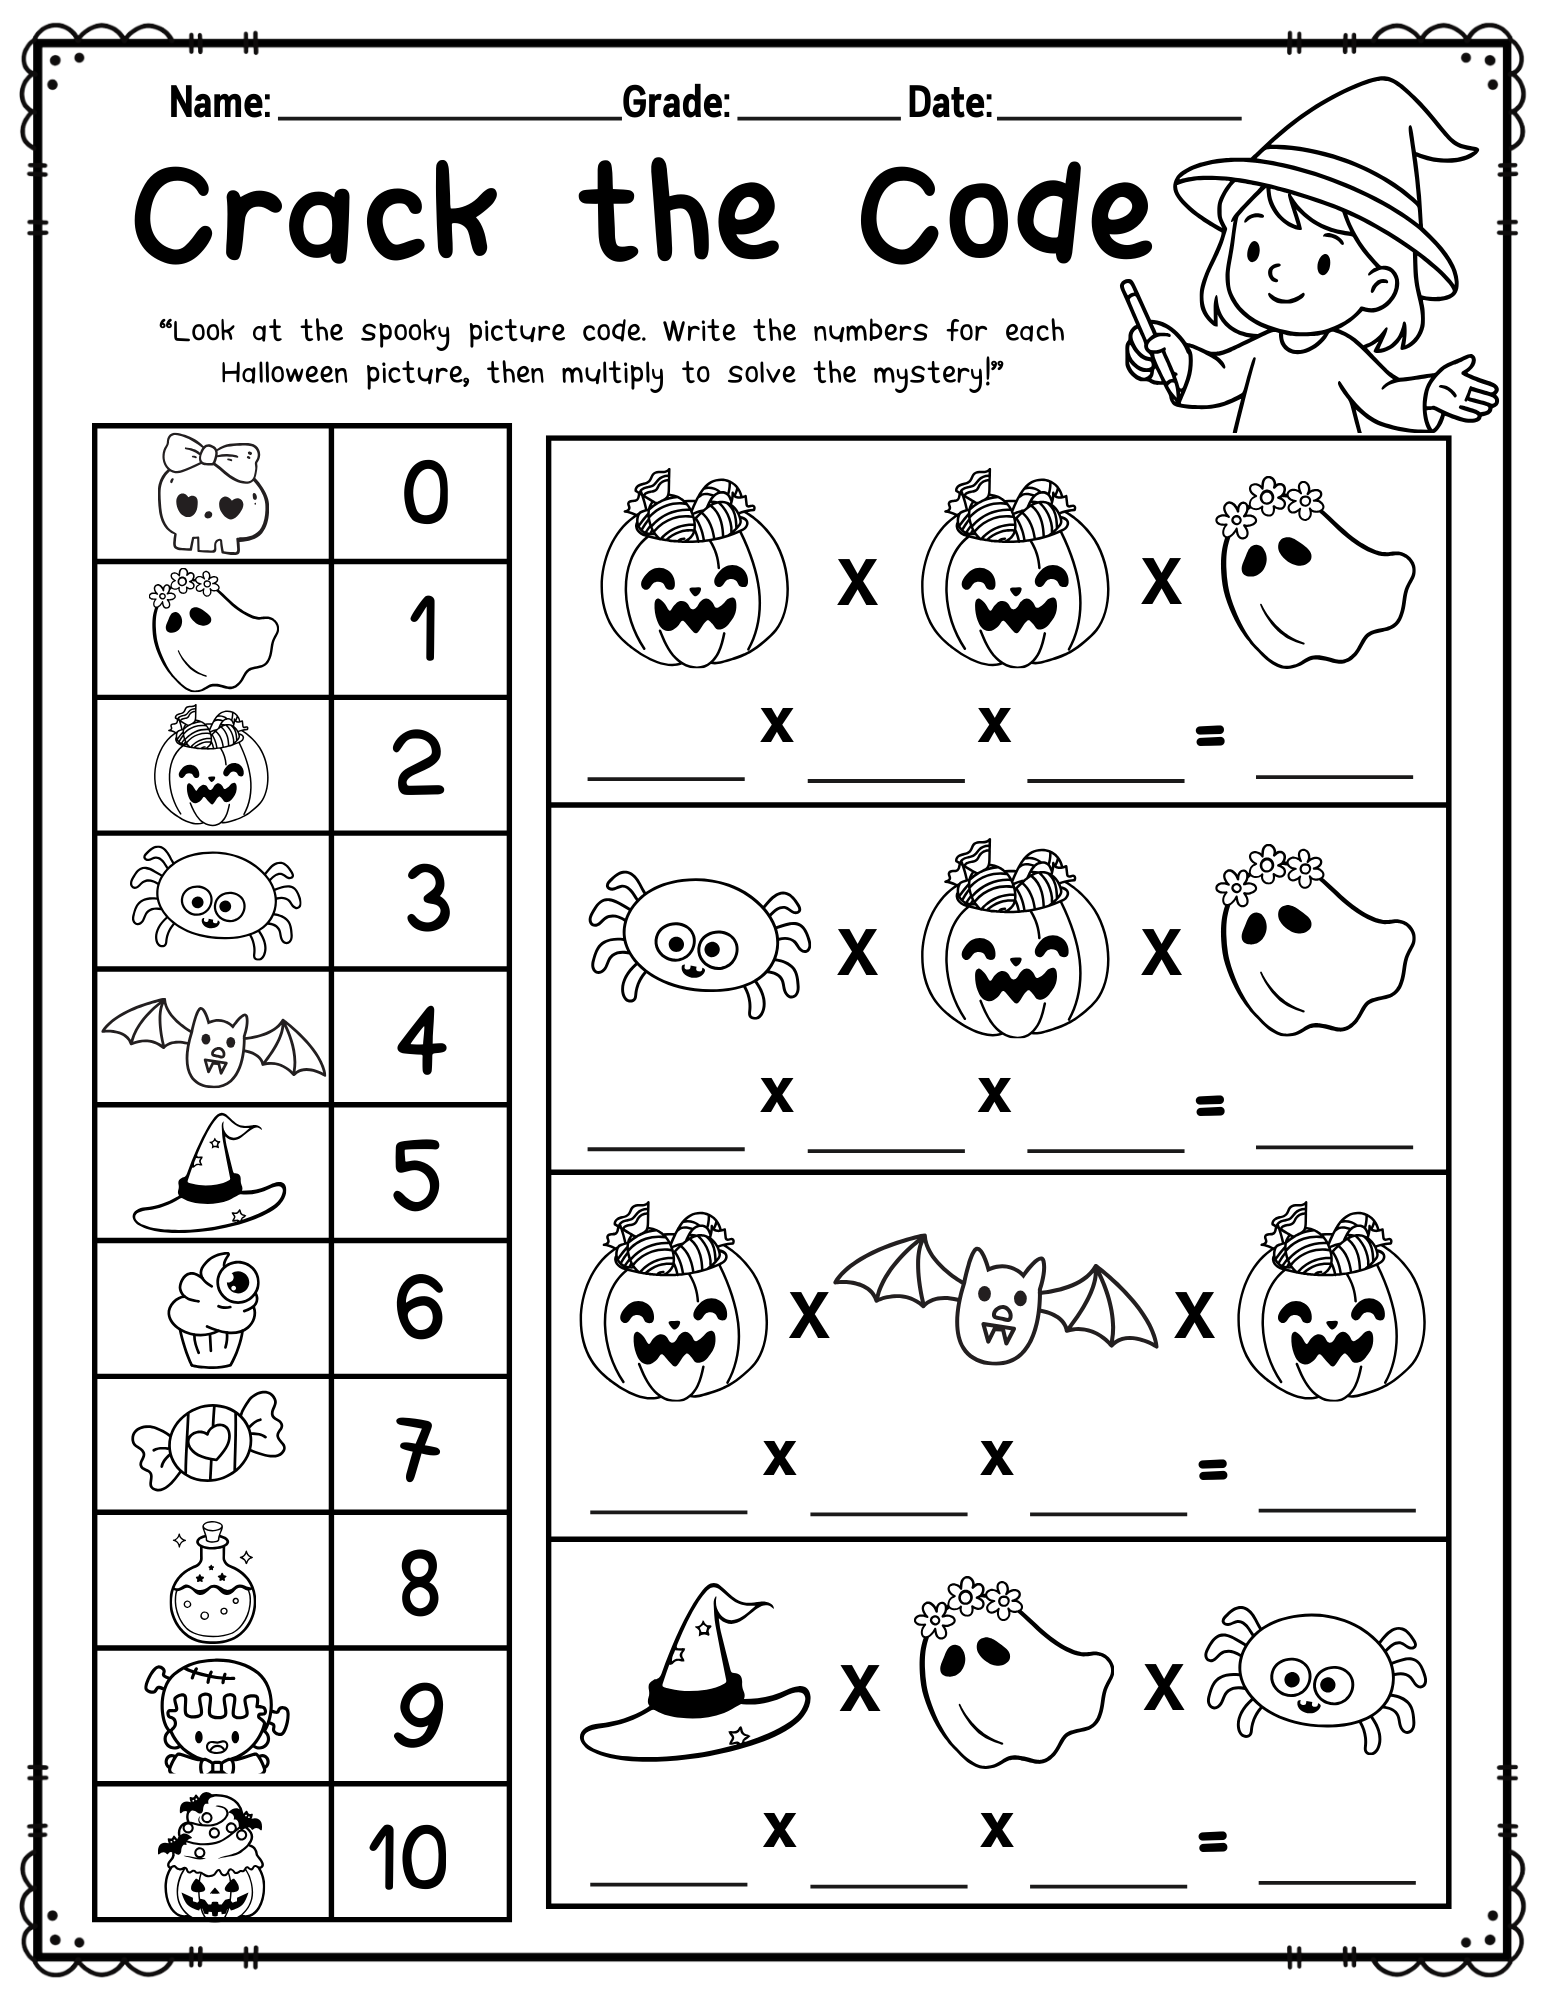 Name: Grade: Date:
Crack the Code
“Look at the spooky picture code. Write the numbers for each
Halloween picture, then multiply to solve the mystery!”
0
1
2
3
4
5
6
7
8
9
10
X X
x x =
X X
x x =
X X
x x =
X X
x x =